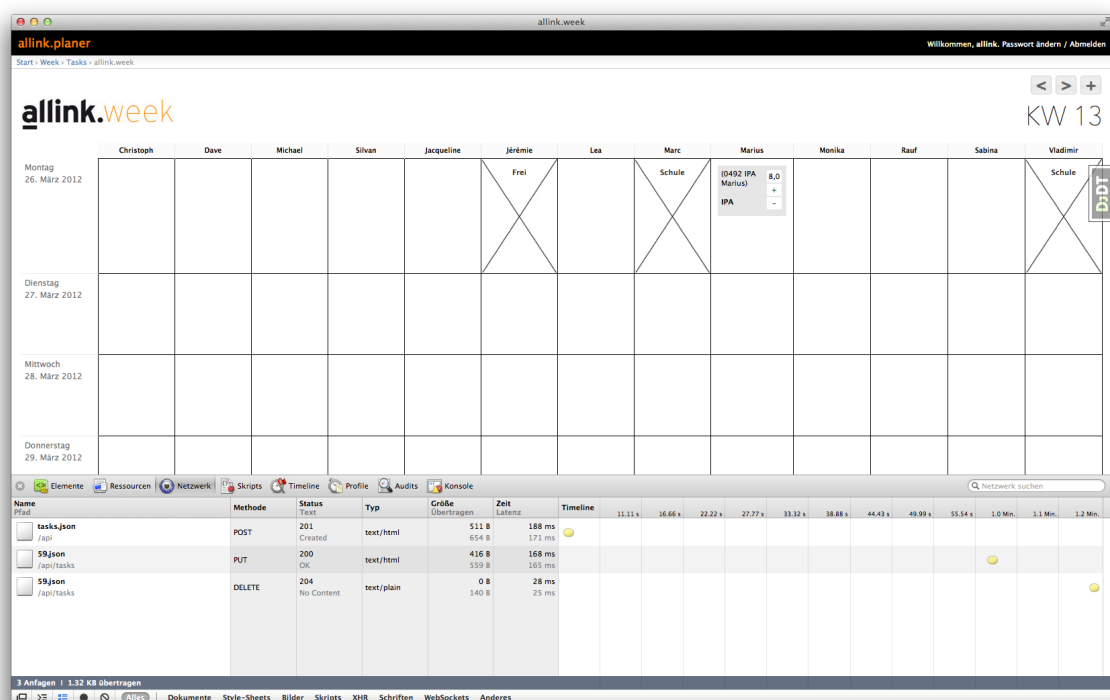 allink.week
allink.planer
Willkommen, allink. Passwort ändern / Abmelden
Start › Week › Tasks › allink.week
< > +
allink.week
KW 13
Christoph Dave Michael Silvan Jacqueline Jérémie Lea Marc Marius Monika Rauf Sabina Vladimir
Montag
26. März 2012
Frei
Schule
(0492 IPA Marius)
8,0
+
IPA
-
Schule
DjDT
Dienstag
27. März 2012
Mittwoch
28. März 2012
Donnerstag
29. März 2012
Elemente Ressourcen Netzwerk Skripts Timeline Profile Audits Konsole
Netzwerk suchen
Name Methode Status Typ Größe Zeit Timeline
Pfad Text Übertragen Latenz
11.11 s 16.66 s 22.22 s 27.77 s 33.32 s 38.88 s 44.43 s 49.99 s 55.54 s 1.0 Min. 1.1 Min. 1.2 Min.
tasks.json POST 201 text/html 511 B 188 ms
/api Created 654 B 171 ms
59.json PUT 200 text/html 416 B 168 ms
/api/tasks OK 559 B 165 ms
59.json DELETE 204 text/plain 0 B 28 ms
/api/tasks No Content 140 B 25 ms
3 Anfagen | 1.32 KB übertragen
Alles Dokumente Style-Sheets Bilder Skripts XHR Schriften WebSockets Anderes